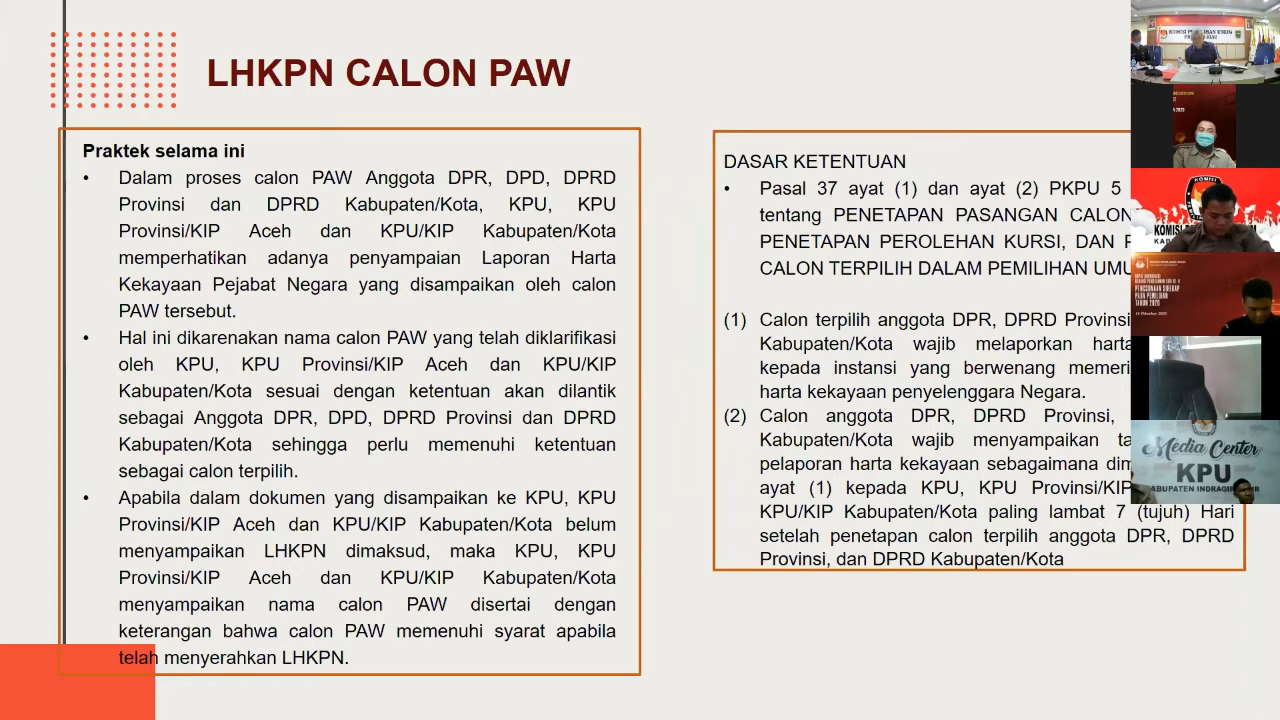 LHKPN CALON PAW
Praktek selama ini
• Dalam proses calon PAW Anggota DPR, DPD, DPRD
Provinsi dan DPRD Kabupaten/Kota, KPU, KPU
Provinsi/KIP Aceh dan KPU/KIP Kabupaten/Kota
memperhatikan adanya penyampaian Laporan Harta
Kekayaan Pejabat Negara yang disampaikan oleh calon
PAW tersebut.
• Hal ini dikarenakan nama calon PAW yang telah diklarifikasi
oleh KPU, KPU Provinsi/KIP Aceh dan KPU/KIP
Kabupaten/Kota sesuai dengan ketentuan akan dilantik
sebagai Anggota DPR, DPD, DPRD Provinsi dan DPRD
Kabupaten/Kota sehingga perlu memenuhi ketentuan
sebagai calon terpilih.
• Apabila dalam dokumen yang disampaikan ke KPU, KPU
Provinsi/KIP Aceh dan KPU/KIP Kabupaten/Kota belum
menyampaikan LHKPN dimaksud, maka KPU, KPU
Provinsi/KIP Aceh dan KPU/KIP Kabupaten/Kota
menyampaikan nama calon PAW disertai dengan
keterangan bahwa calon PAW memenuhi syarat apabila
telah menyerahkan LHKPN.
DASAR KETENTUAN
• Pasal 37 ayat (1) dan ayat (2) PKPU 5
tentang PENETAPAN PASANGAN CALON
PENETAPAN PEROLEHAN KURSI, DAN
CALON TERPILIH DALAM PEMILIHAN
(1) Calon terpilih anggota DPR, DPRD Provinsi
Kabupaten/Kota wajib melaporkan harta
kepada instansi yang berwenang
harta kekayaan penyelenggara Negara.
(2) Calon anggota DPR, DPRD Provinsi,
Kabupaten/Kota wajib menyampaikan
pelaporan harta kekayaan sebagaimana
ayat (1) kepada KPU, KPU Provinsi/KIP
KPU/KIP Kabupaten/Kota paling lambat 7 (tujuh) Hari
setelah penetapan calon terpilih anggota DPR, DPRD
Provinsi, dan DPRD Kabupaten/Kota
KOMISI UMUM
2020
KOMISI
PENGGUNAAN SIREKAP
PADA PEMILIHAN
TAHUN 2020
Media Center
KPU
KABUPATEN